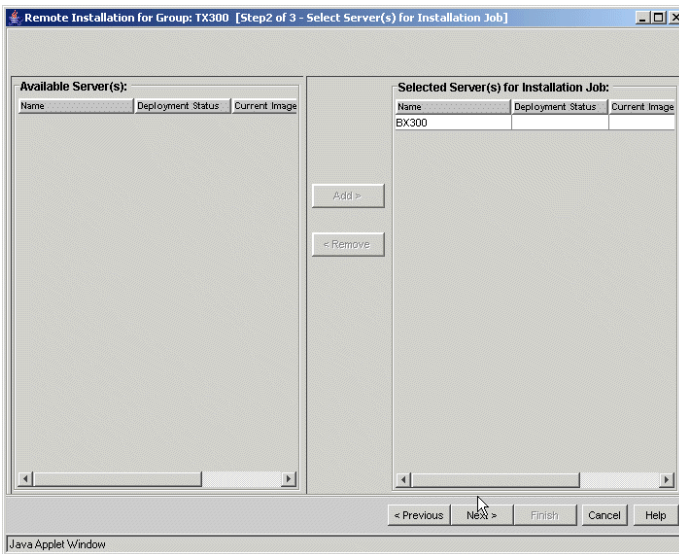 Remote Installation for Group: TX300 [Step2 of 3 - Select Server(s) for Installation Job]
Available Server(s):
Name Deployment Status Current Image
Add >
< Remove
Selected Server(s) for Installation Job:
Name Deployment Status Current Image
BX300
< Previous Next > Finish Cancel Help
Java Applet Window